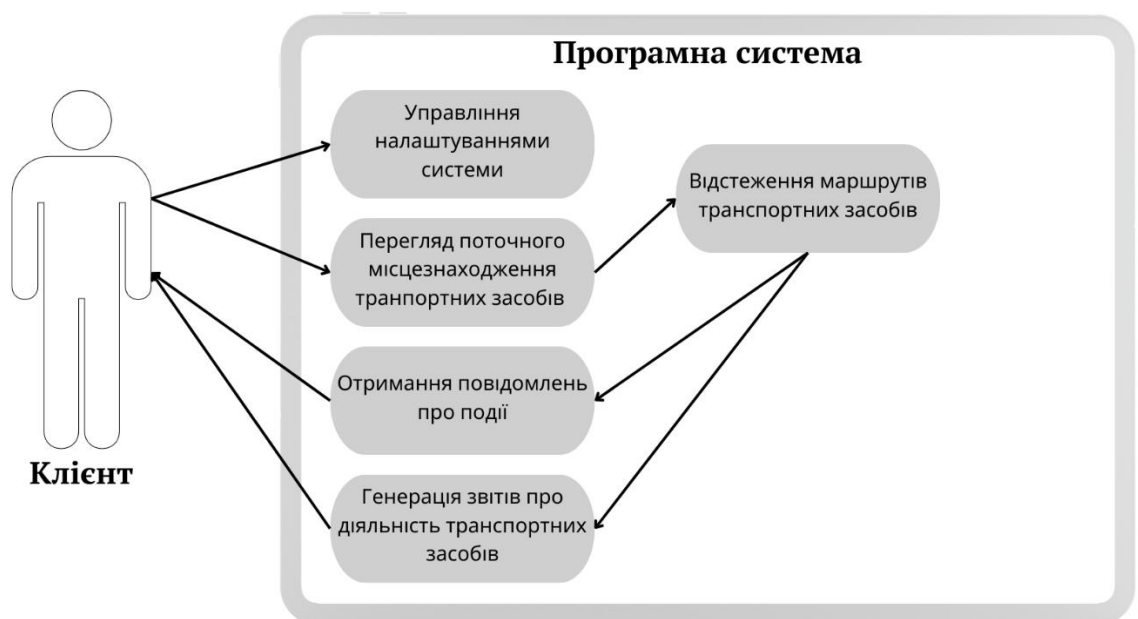 Програмна система
Управління
налаштуваннями
системи
Відстеження маршрутів
транспортних засобів
Перегляд поточного
місцезнаходження
транпортних засобів
Отримання повідомлень
про події
Клієнт
Генерація звітів про
діяльність транспортних
засобів